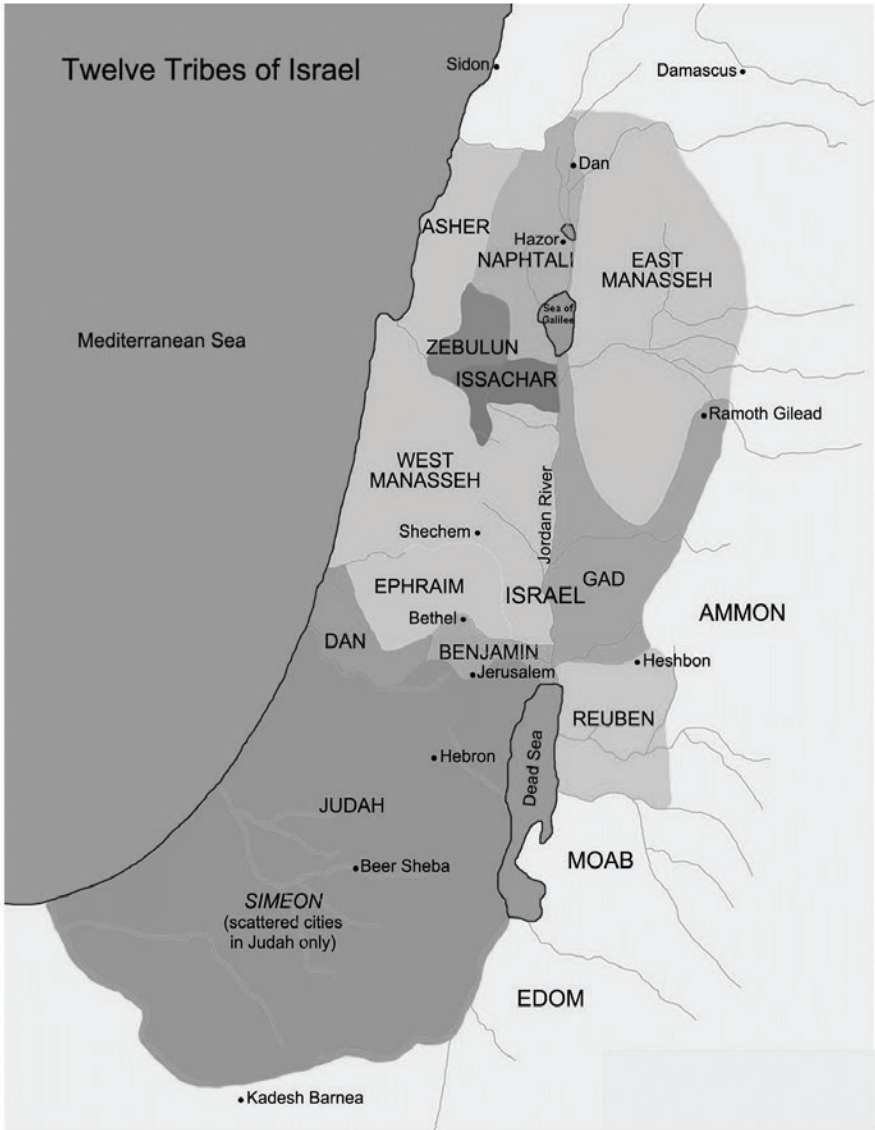 Twelve Tribes of Israel
Sidon
Damascus
Dan
ASHER
Hazor
NAPHTALI
EAST
MANASSEH
Sea of
Galilee
Mediterranean Sea
ZEBULUN
ISSACHAR
Ramoth Gilead
WEST
MANASSEH
Jordan River
Shechem
EPHRAIM
ISRAEL
GAD
AMMON
Bethel
DAN
BENJAMIN
Jerusalem
Heshbon
REUBEN
Hebron
Dead Sea
JUDAH
MOAB
Beer Sheba
SIMEON
(scattered cities
in Judah only)
EDOM
Kadesh Barnea